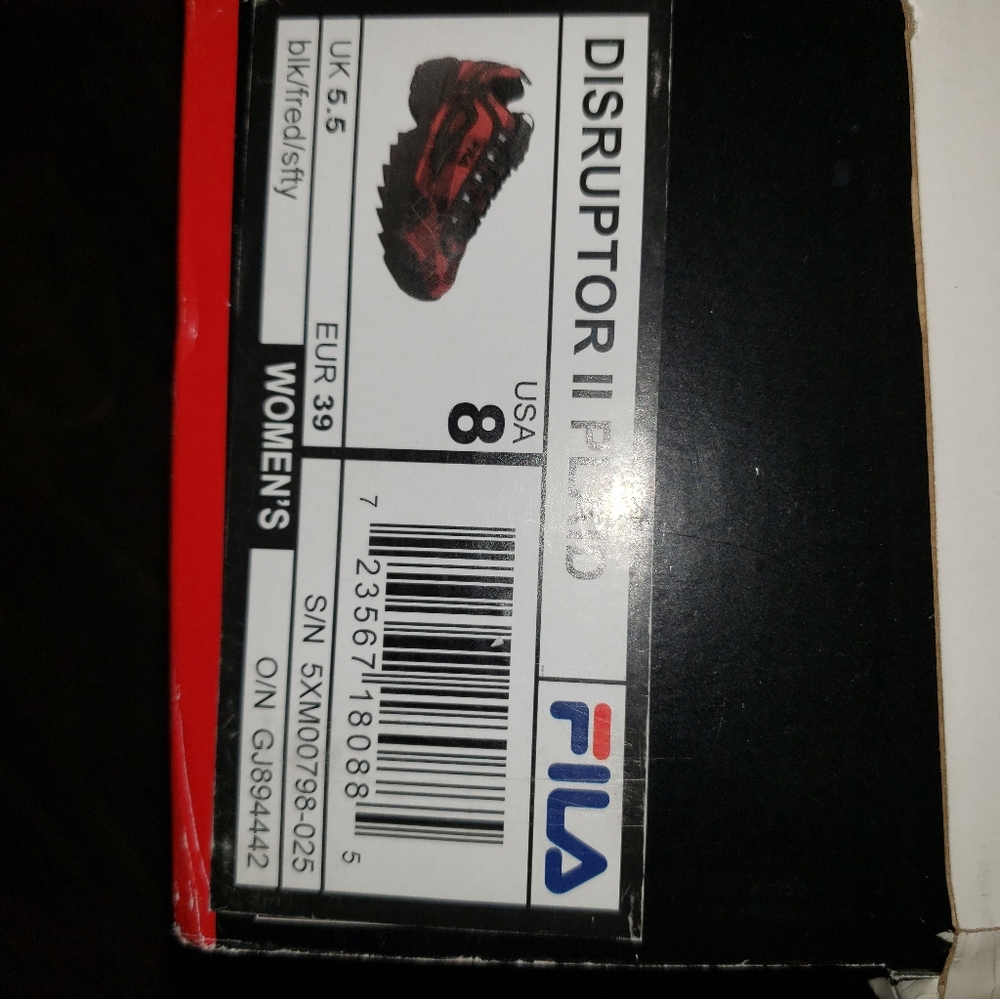 DISRUPTOR II PLAID
FILA
USA
8
7 23567 18088 5
UK 5.5
EUR 39
S/N 5XM00798-025
blk/fred/sfty
WOMEN'S
O/N GJ894442